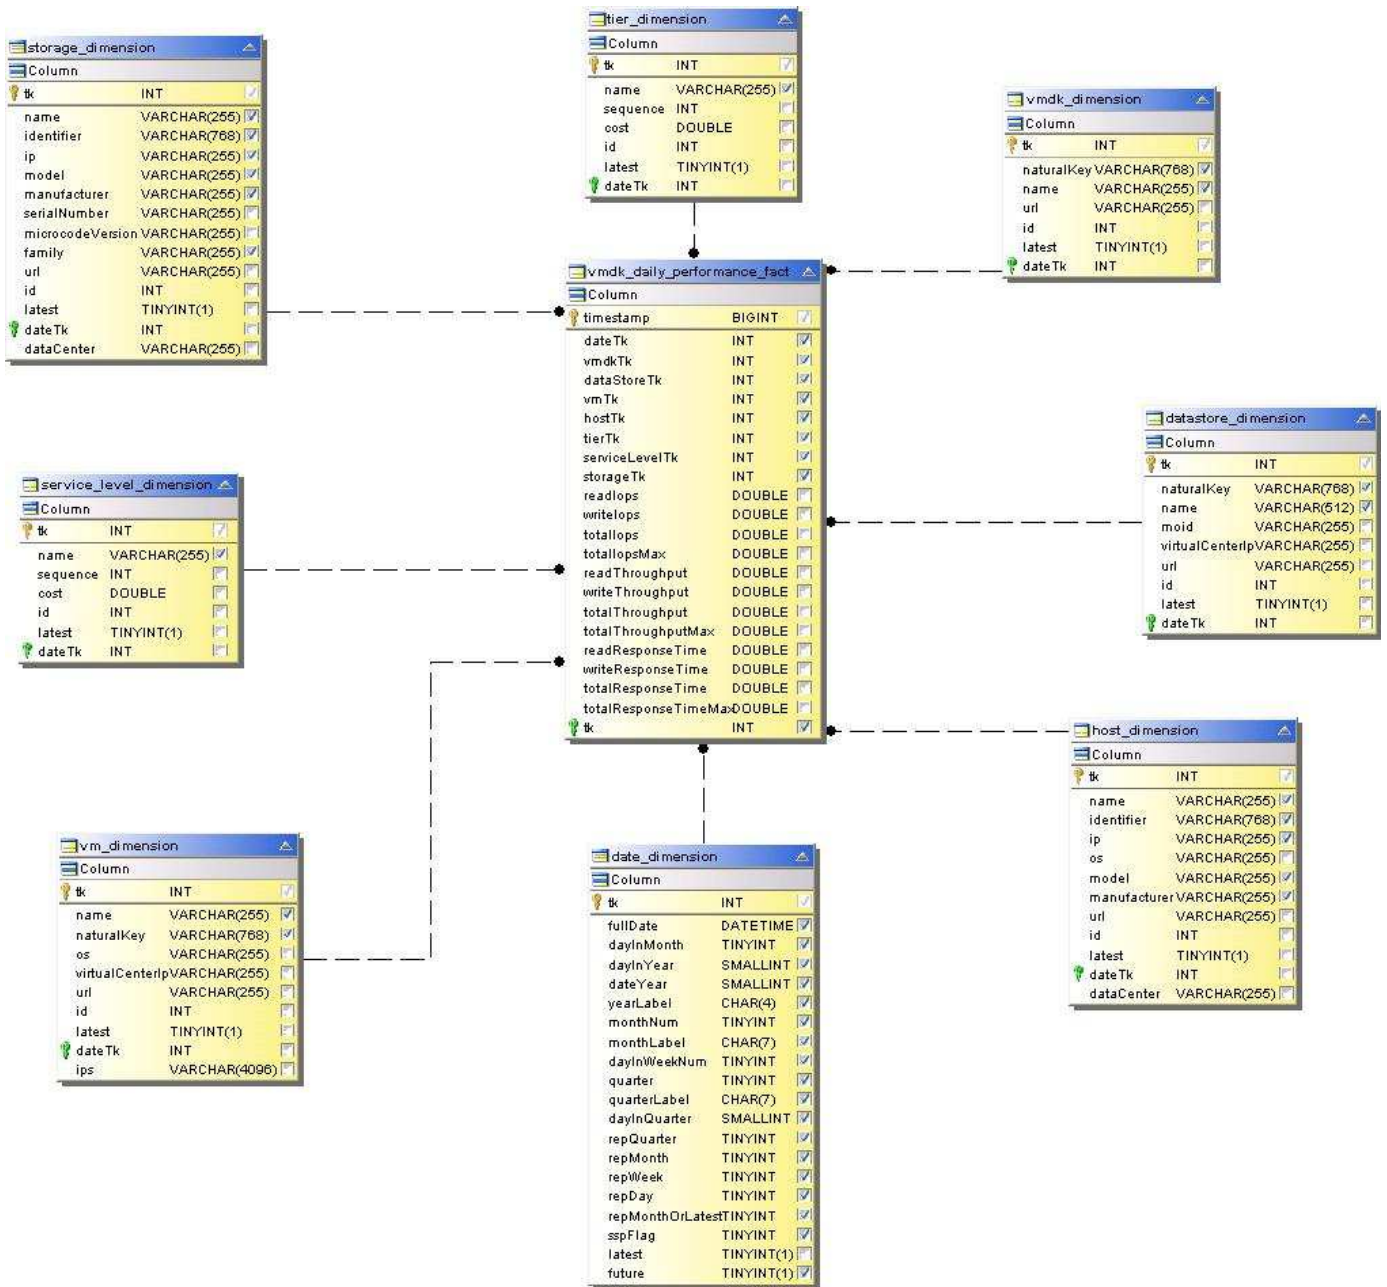 tier_dimension
Column
tk INT
name VARCHAR(255)
sequence INT
cost DOUBLE
id INT
latest TINYINT(1)
dateTk INT
storage_dimension
Column
tk INT
name VARCHAR(255)
identifier VARCHAR(768)
ip VARCHAR(255)
model VARCHAR(255)
manufacturer VARCHAR(255)
serialNumber VARCHAR(255)
microcodeVersion VARCHAR(255)
family VARCHAR(255)
url VARCHAR(255)
id INT
latest TINYINT(1)
dateTk INT
dataCenter VARCHAR(255)
vmdk_dimension
Column
tk INT
naturalKey VARCHAR(768)
name VARCHAR(255)
url VARCHAR(255)
id INT
latest TINYINT(1)
dateTk INT
vmdk_daily_performance_fact
Column
timestamp BIGINT
dateTk INT
vmdkTk INT
dataStoreTk INT
vmTk INT
hostTk INT
tierTk INT
serviceLevelTk INT
storageTk INT
readIops DOUBLE
writeIops DOUBLE
totalIops DOUBLE
totalIopsMax DOUBLE
readThroughput DOUBLE
writeThroughput DOUBLE
totalThroughput DOUBLE
totalThroughputMax DOUBLE
readResponseTime DOUBLE
writeResponseTime DOUBLE
totalResponseTime DOUBLE
totalResponseTimeMax DOUBLE
tk INT
datastore_dimension
Column
tk INT
naturalKey VARCHAR(768)
name VARCHAR(512)
moid VARCHAR(255)
virtualCenterIp VARCHAR(255)
url VARCHAR(255)
id INT
latest TINYINT(1)
dateTk INT
service_level_dimension
Column
tk INT
name VARCHAR(255)
sequence INT
cost DOUBLE
id INT
latest TINYINT(1)
dateTk INT
host_dimension
Column
tk INT
name VARCHAR(255)
identifier VARCHAR(768)
ip VARCHAR(255)
os VARCHAR(255)
model VARCHAR(255)
manufacturer VARCHAR(255)
url VARCHAR(255)
id INT
latest TINYINT(1)
dateTk INT
dataCenter VARCHAR(255)
vm_dimension
Column
tk INT
name VARCHAR(255)
naturalKey VARCHAR(768)
os VARCHAR(255)
virtualCenterIp VARCHAR(255)
url VARCHAR(255)
id INT
latest TINYINT(1)
dateTk INT
ips VARCHAR(4096)
date_dimension
Column
tk INT
fullDate DATETIME
dayInMonth TINYINT
dayInYear SMALLINT
dateYear SMALLINT
yearLabel CHAR(4)
monthNum TINYINT
monthLabel CHAR(7)
dayInWeekNum TINYINT
quarter TINYINT
quarterLabel CHAR(7)
dayInQuarter SMALLINT
repQuarter TINYINT
repMonth TINYINT
repWeek TINYINT
repDay TINYINT
repMonthOrLatest TINYINT
sspFlag TINYINT
latest TINYINT(1)
future TINYINT(1)